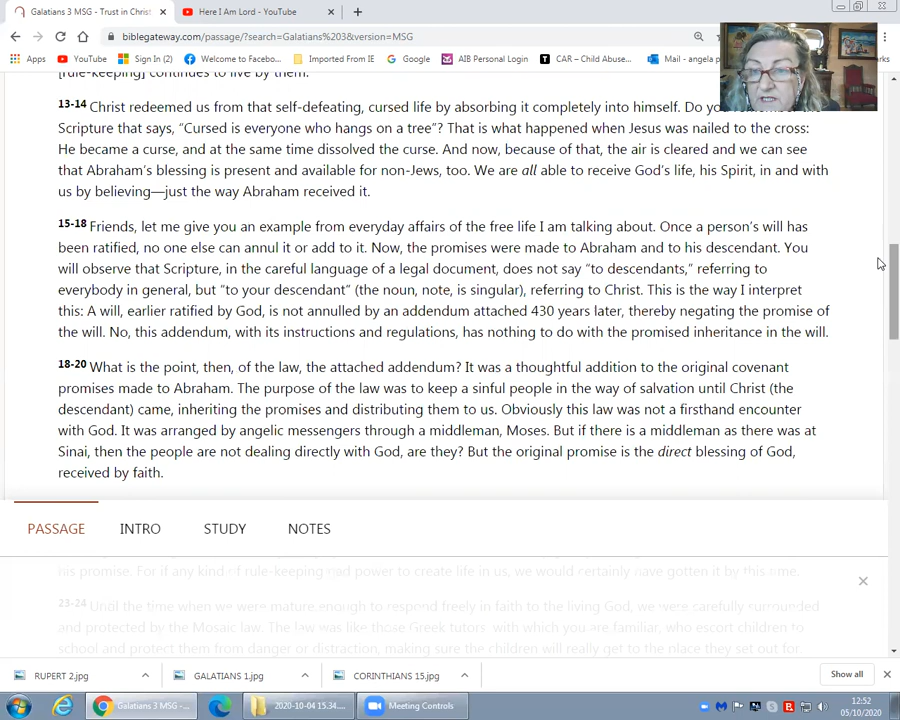 Galatians 3 MSG - Trust in Christ
Here I Am Lord - YouTube
biblegateway.com/passage/?search=Galatians%203&version=MSG
Apps YouTube Sign In (2) Welcome to Facebo... Imported From IE Google AIB Personal Login CAR – Child Abuse... Mail - angela p
[rule-keeping] continues to live by them.
13-14 Christ redeemed us from that self-defeating, cursed life by absorbing it completely into himself. Do you
Scripture that says, “Cursed is everyone who hangs on a tree”? That is what happened when Jesus was nailed to the cross:
He became a curse, and at the same time dissolved the curse. And now, because of that, the air is cleared and we can see
that Abraham’s blessing is present and available for non-Jews, too. We are all able to receive God’s life, his Spirit, in and with
us by believing—just the way Abraham received it.
15-18 Friends, let me give you an example from everyday affairs of the free life I am talking about. Once a person’s will has
been ratified, no one else can annul it or add to it. Now, the promises were made to Abraham and to his descendant. You
will observe that Scripture, in the careful language of a legal document, does not say “to descendants,” referring to
everybody in general, but “to your descendant” (the noun, note, is singular), referring to Christ. This is the way I interpret
this: A will, earlier ratified by God, is not annulled by an addendum attached 430 years later, thereby negating the promise of
the will. No, this addendum, with its instructions and regulations, has nothing to do with the promised inheritance in the will.
18-20 What is the point, then, of the law, the attached addendum? It was a thoughtful addition to the original covenant
promises made to Abraham. The purpose of the law was to keep a sinful people in the way of salvation until Christ (the
descendant) came, inheriting the promises and distributing them to us. Obviously this law was not a firsthand encounter
with God. It was arranged by angelic messengers through a middleman, Moses. But if there is a middleman as there was at
Sinai, then the people are not dealing directly with God, are they? But the original promise is the direct blessing of God,
received by faith.
PASSAGE INTRO STUDY NOTES
his promise. For if any kind of rule-keeping had power to create life in us, we would certainly have gotten it by this time.
23-24 Until the time when we were mature enough to respond freely in faith to the living God, we were carefully surrounded
and protected by the Mosaic law. The law was like those Greek tutors, with which you are familiar, who escort children to
school and protect them from danger or distraction, making sure the children will really get to the place they set out for.
RUPERT 2.jpg GALATIANS 1.jpg CORINTHIANS 15.jpg Show all
Galatians 3 MSG -... 2020-10-04 15.34.... Meeting Controls
12:52
05/10/2020